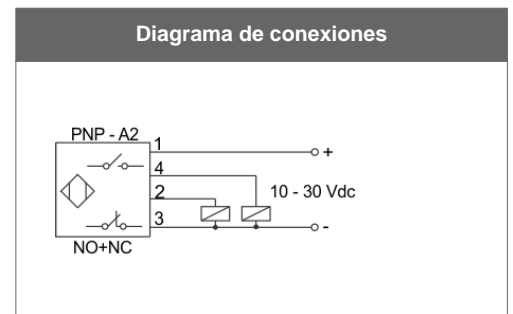 Diagrama de conexiones
PNP - A2
1
+
4
2
10 - 30 Vdc
3
-
NO+NC